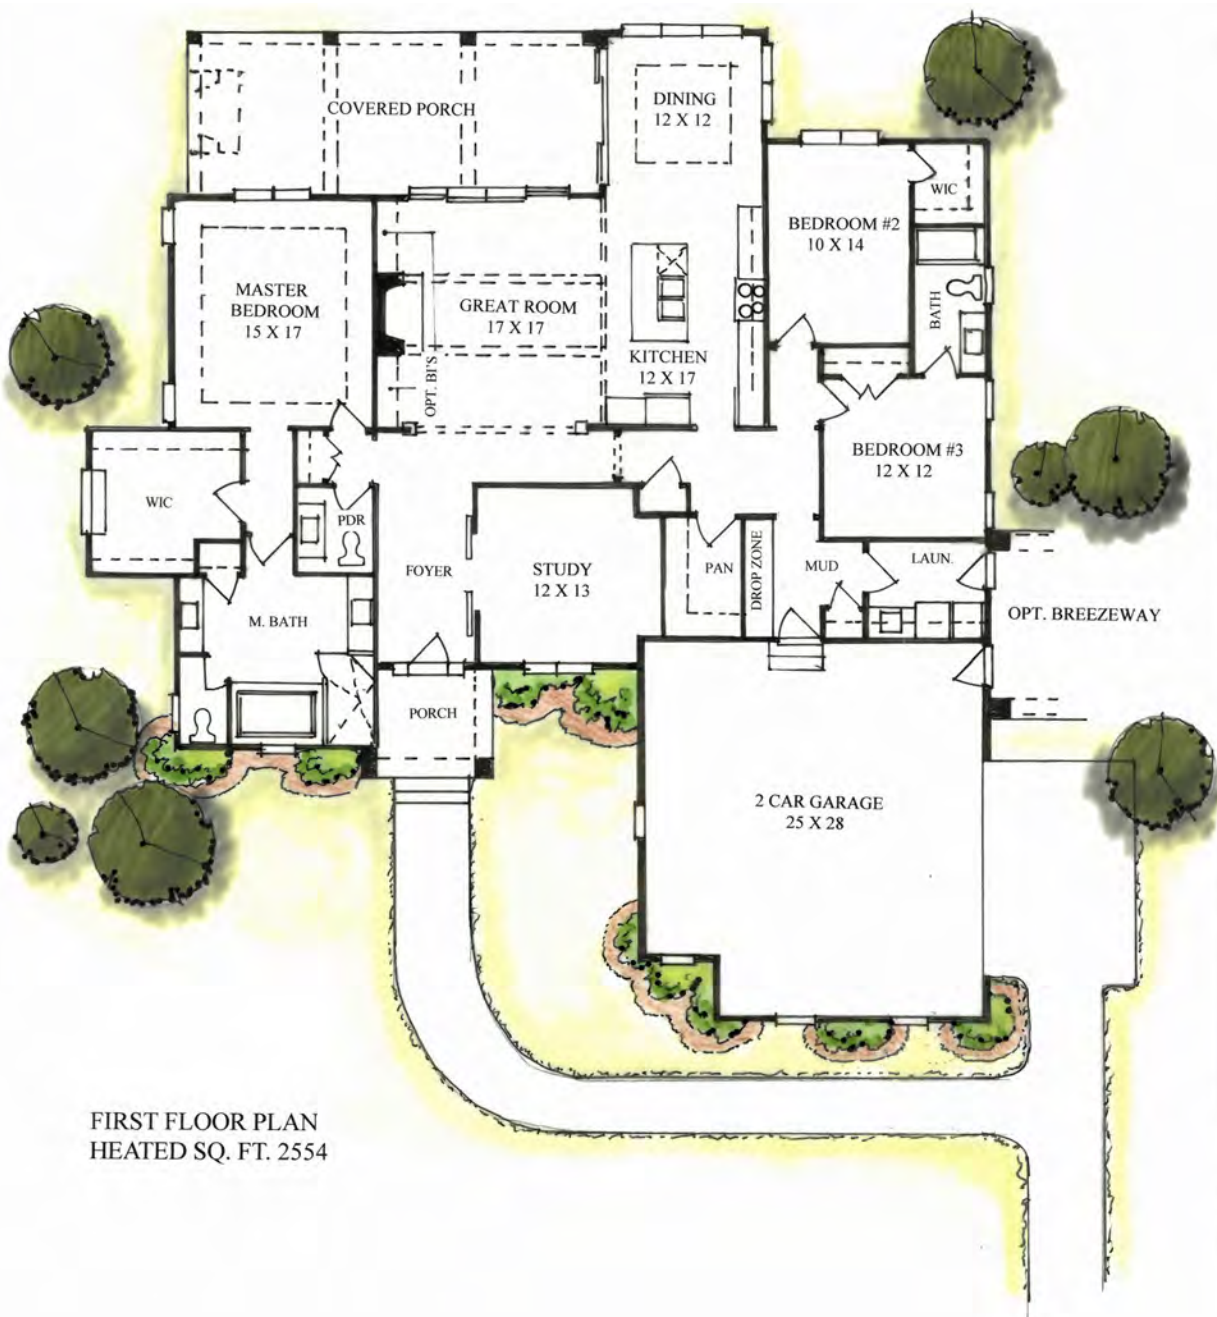 COVERED PORCH
DINING
12 X 12
WIC
BEDROOM #2
10 X 14
MASTER
BEDROOM
15 X 17
GREAT ROOM
17 X 17
BATH
OPT. BI'S
KITCHEN
12 X 17
BEDROOM #3
12 X 12
WIC
PDR
FOYER
STUDY
12 X 13
PAN
DROP ZONE
MUD
LAUN.
OPT. BREEZEWAY
M. BATH
PORCH
2 CAR GARAGE
25 X 28
FIRST FLOOR PLAN
HEATED SQ. FT. 2554